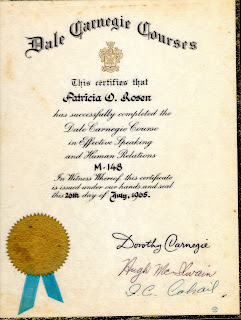 Dale Carnegie Courses
This certifies that
Patricia O. Rosen
has successfully completed the
Dale Carnegie Course
in Effective Speaking
and Human Relations
M-148
In Witness Whereof this certificate
is issued under our hands and seal
this 20th day of July, 1965.
Dorothy Carnegie
Hugh McIlwain